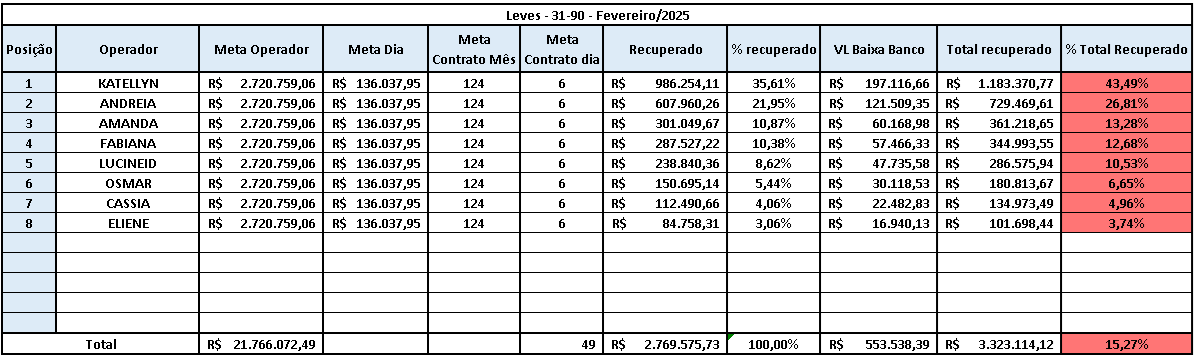 Leves - 31-90 - Fevereiro/2025
Posição Operador Meta Operador Meta Dia Meta Contrato Mês Meta Contrato dia Recuperado % recuperado VL Baixa Banco Total recuperado % Total Recuperado
1 KATELLYN R$ 2.720.759,06 R$ 136.037,95 124 6 R$ 986.254,11 35,61% R$ 197.116,66 R$ 1.183.370,77 43,49%
2 ANDREIA R$ 2.720.759,06 R$ 136.037,95 124 6 R$ 607.960,26 21,95% R$ 121.509,35 R$ 729.469,61 26,81%
3 AMANDA R$ 2.720.759,06 R$ 136.037,95 124 6 R$ 301.049,67 10,87% R$ 60.168,98 R$ 361.218,65 13,28%
4 FABIANA R$ 2.720.759,06 R$ 136.037,95 124 6 R$ 287.527,22 10,38% R$ 57.466,33 R$ 344.993,55 12,68%
5 LUCINEID R$ 2.720.759,06 R$ 136.037,95 124 6 R$ 238.840,36 8,62% R$ 47.735,58 R$ 286.575,94 10,53%
6 OSMAR R$ 2.720.759,06 R$ 136.037,95 124 6 R$ 150.695,14 5,44% R$ 30.118,53 R$ 180.813,67 6,65%
7 CASSIA R$ 2.720.759,06 R$ 136.037,95 124 6 R$ 112.490,66 4,06% R$ 22.482,83 R$ 134.973,49 4,96%
8 ELIENE R$ 2.720.759,06 R$ 136.037,95 124 6 R$ 84.758,31 3,06% R$ 16.940,13 R$ 101.698,44 3,74%
Total R$ 21.766.072,49 49 R$ 2.769.575,73 100,00% R$ 553.538,39 R$ 3.323.114,12 15,27%